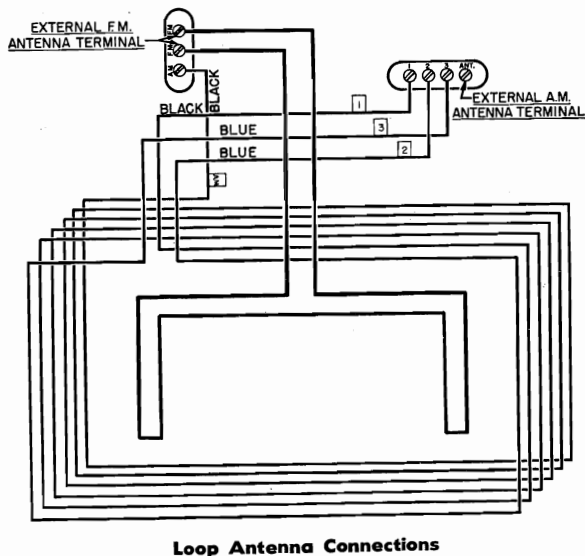 EXTERNAL F.M.
ANTENNA TERMINAL
F.M.
F.M.
A.M.
BLACK
BLACK
1 2 3 ANT.
EXTERNAL A.M.
ANTENNA TERMINAL
1
BLUE
3
BLUE
2
Loop Antenna Connections